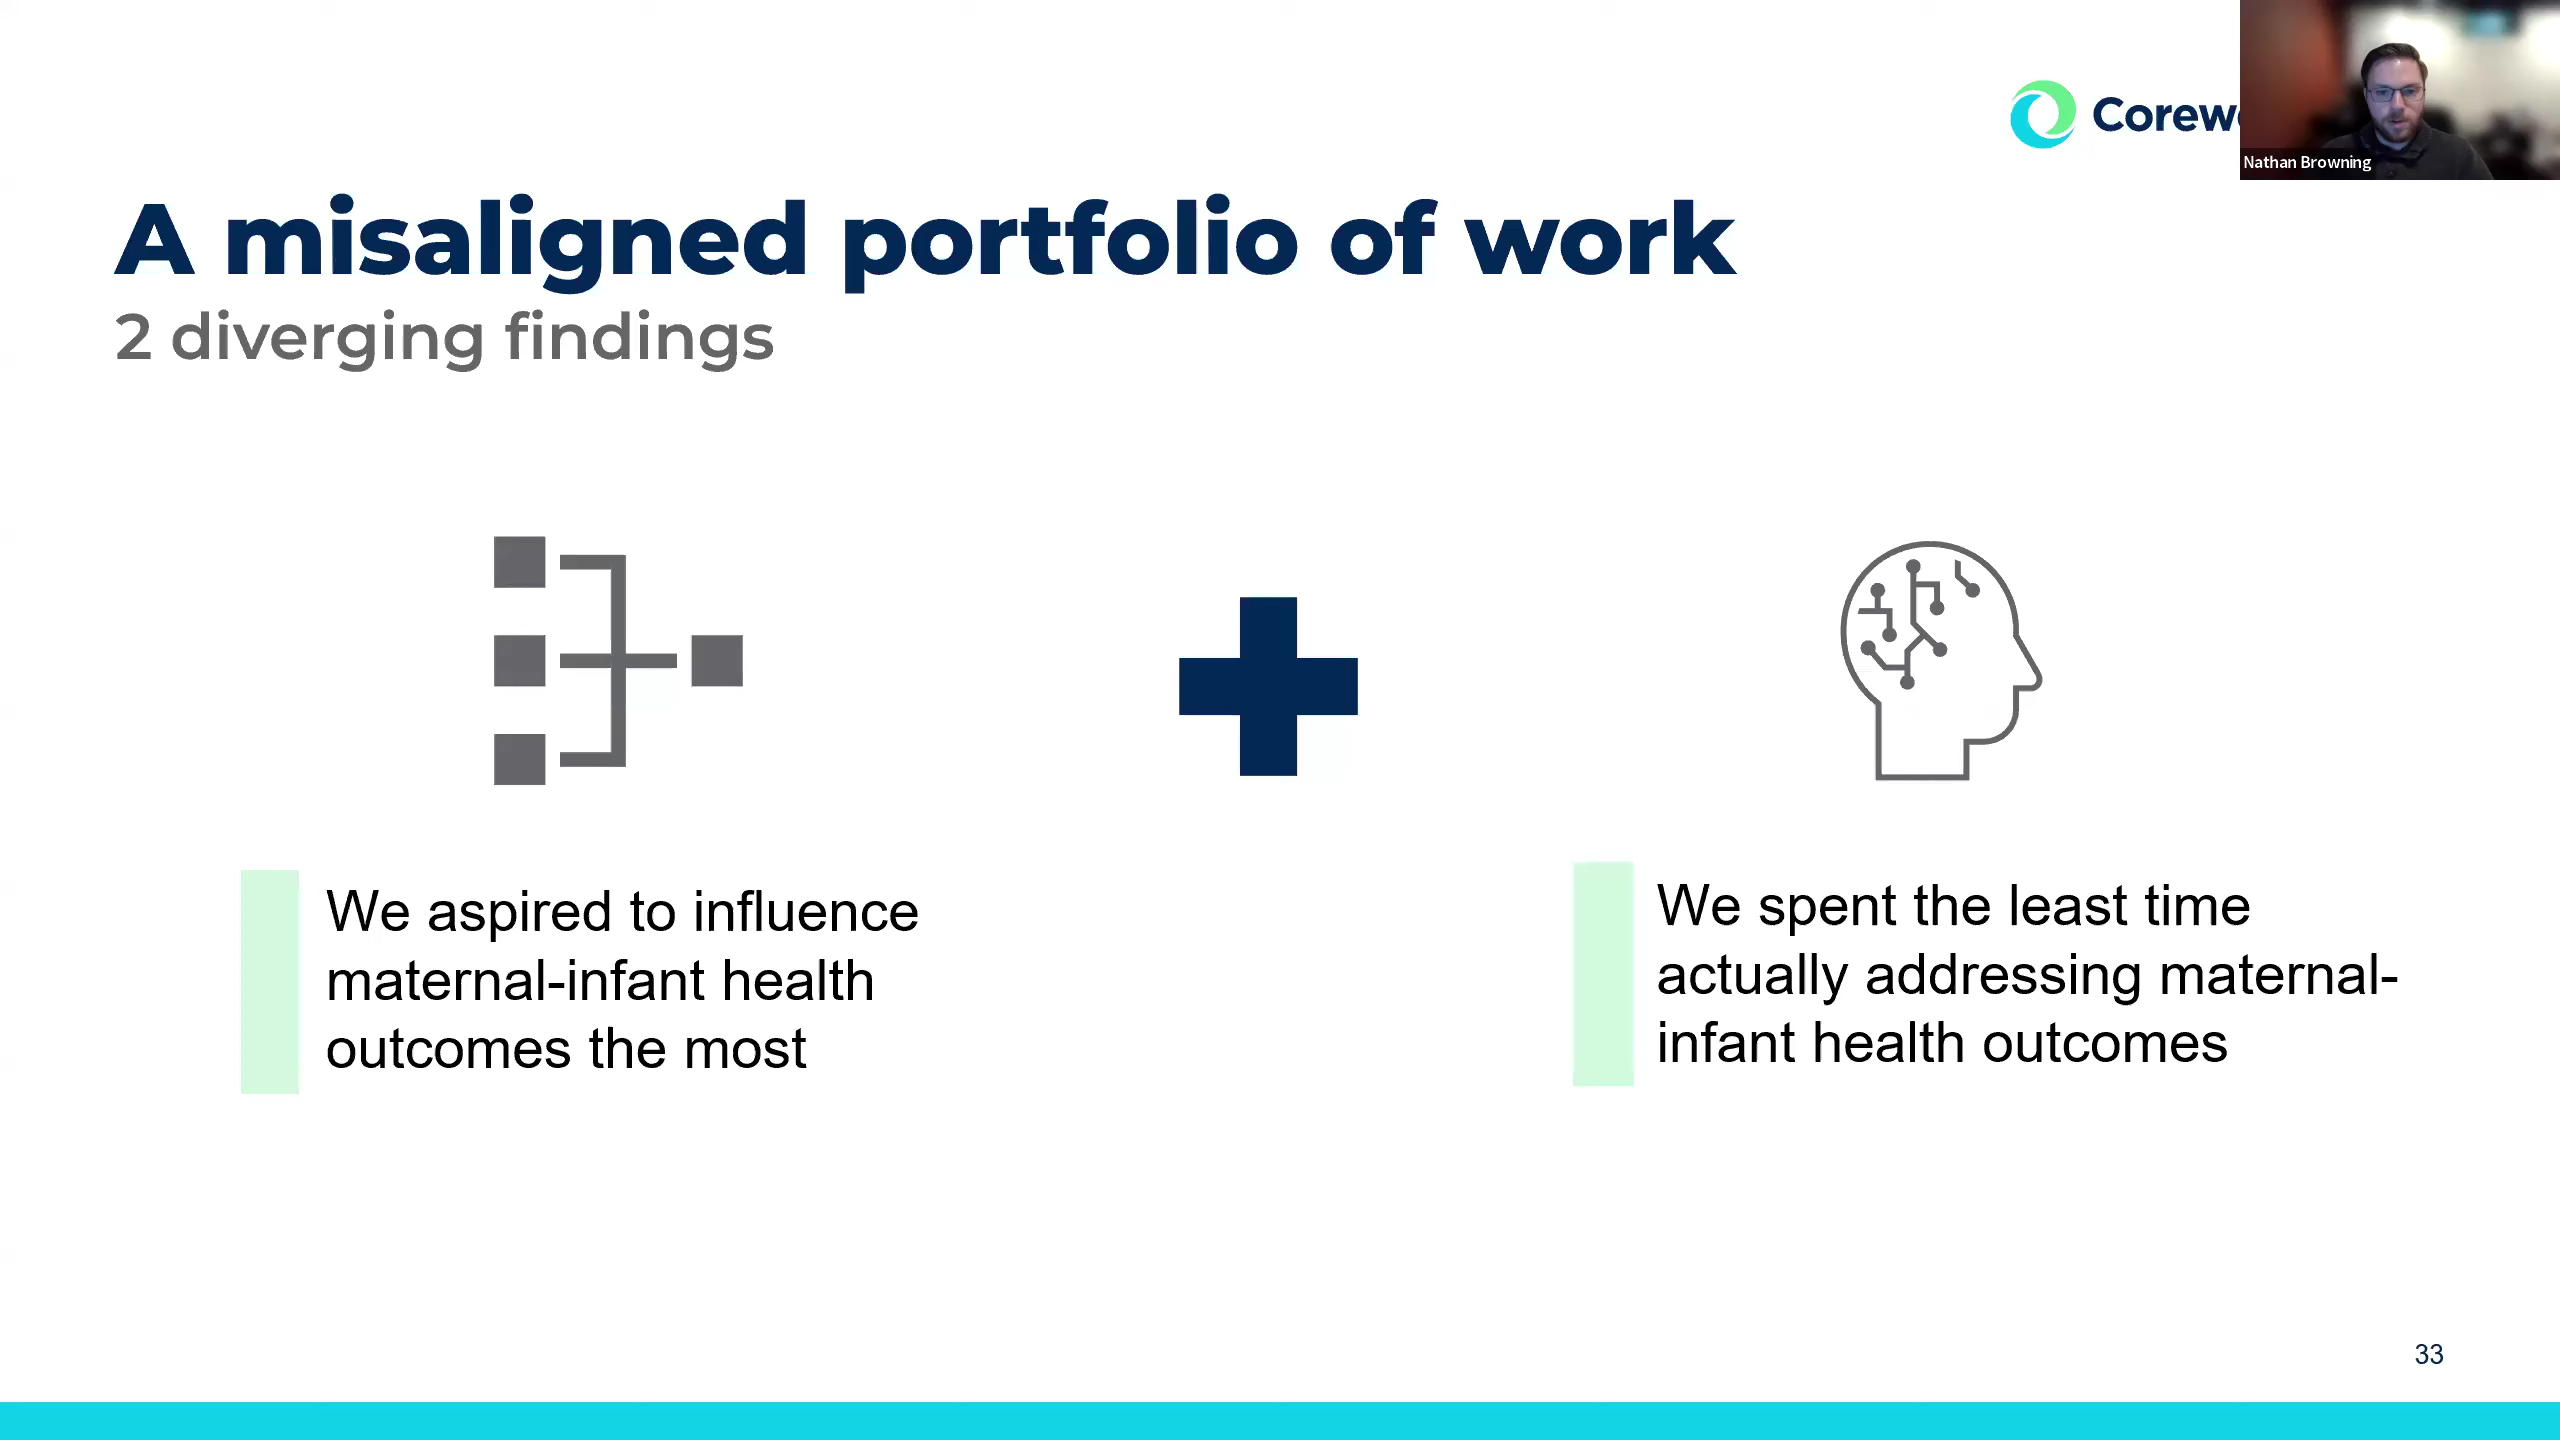 Nathan Browning
A misaligned portfolio of work
2 diverging findings
We aspired to influence
maternal-infant health
outcomes the most
We spent the least time
actually addressing maternal-
infant health outcomes
33